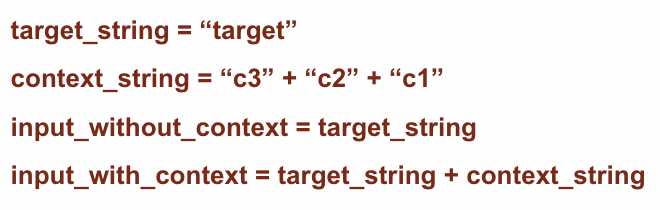 target_string = “target”
context_string = “c3” + “c2” + “c1”
input_without_context = target_string
input_with_context = target_string + context_string